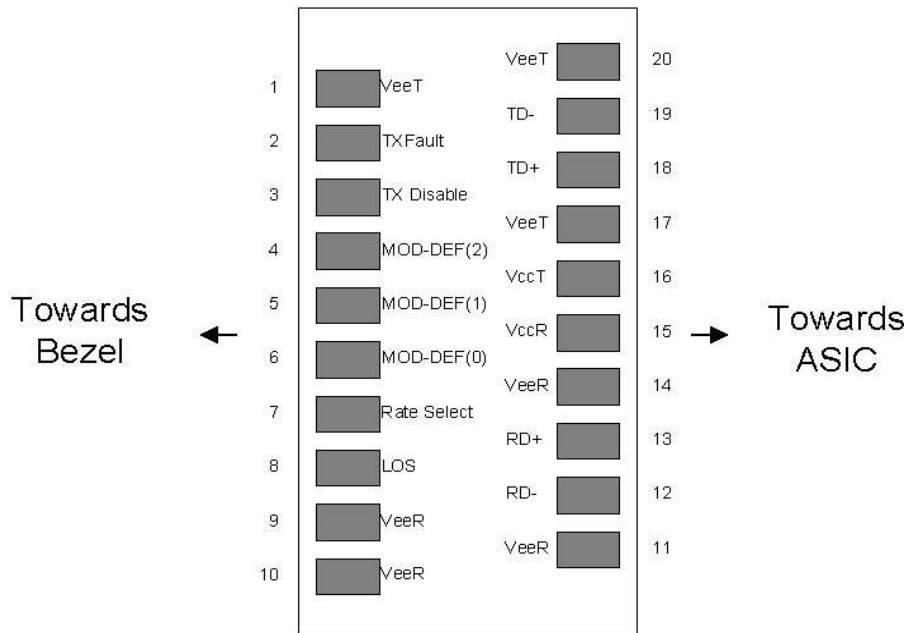 VeeT 20
1 VeeT
TD- 19
2 TXFault
TD+ 18
3 TX Disable
VeeT 17
4 MOD-DEF(2)
VccT 16
5 MOD-DEF(1)
Towards
Bezel
VccR 15
Towards
ASIC
6 MOD-DEF(0)
VeeR 14
7 Rate Select
RD+ 13
8 LOS
RD- 12
9 VeeR
VeeR 11
10 VeeR